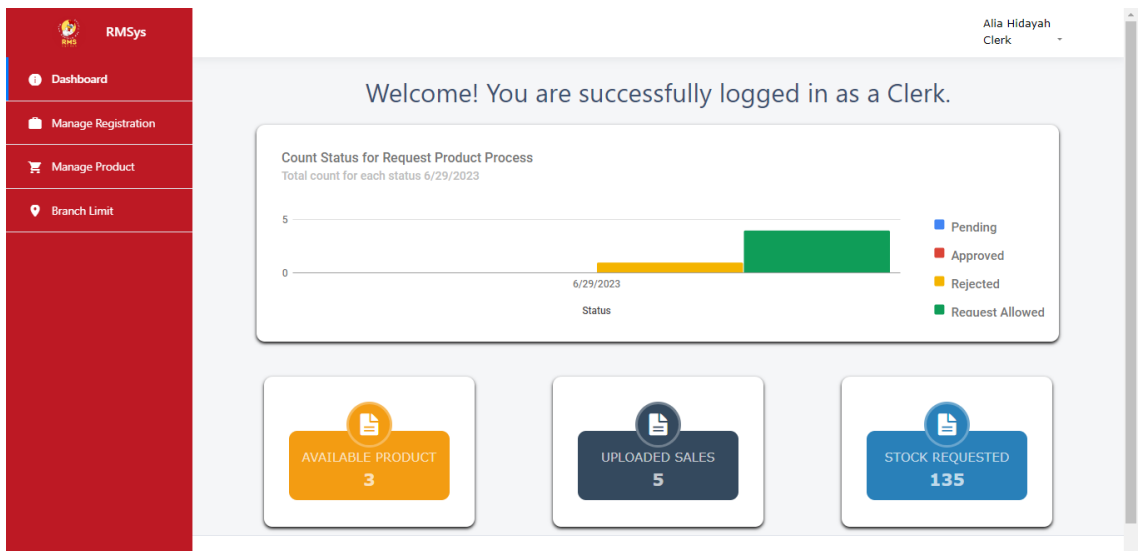 RMS
RMSys
Alia Hidayah
Clerk
Dashboard
Manage Registration
Manage Product
Branch Limit
Welcome! You are successfully logged in as a Clerk.
Count Status for Request Product Process
Total count for each status 6/29/2023
5
0
6/29/2023
Status
Pending
Approved
Rejected
Request Allowed
AVAILABLE PRODUCT
3
UPLOADED SALES
5
STOCK REQUESTED
135